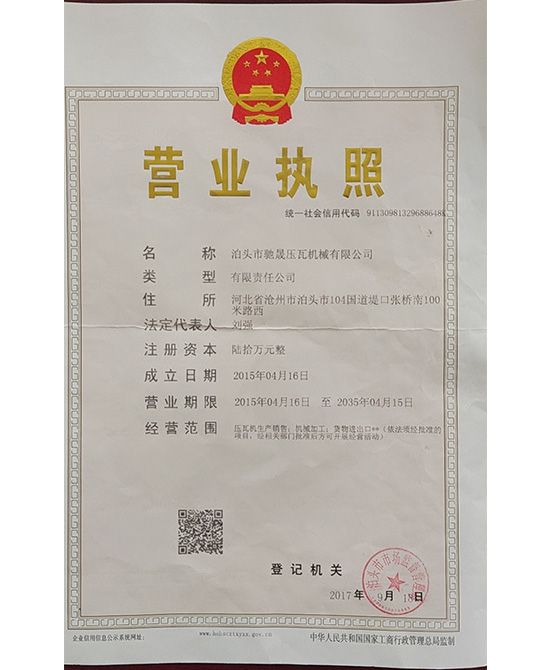 营业执照
统一社会信用代码 91130981329688648K
名称 泊头市驰晟压瓦机械有限公司
类型 有限责任公司
住所 河北省沧州市泊头市104国道堤口张桥南100
米路西
法定代表人 刘强
注册资本 陆拾万元整
成立日期 2015年04月16日
营业期限 2015年04月16日 至 2035年04月15日
经营范围 压瓦机生产销售；机械加工；货物进出口**（依法须经批准的
项目，经相关部门批准后方可开展经营活动）
登记机关
泊头市市场监督管理局
2017年 9月 18日
企业信用信息公示系统网址：
中华人民共和国国家工商行政管理总局监制